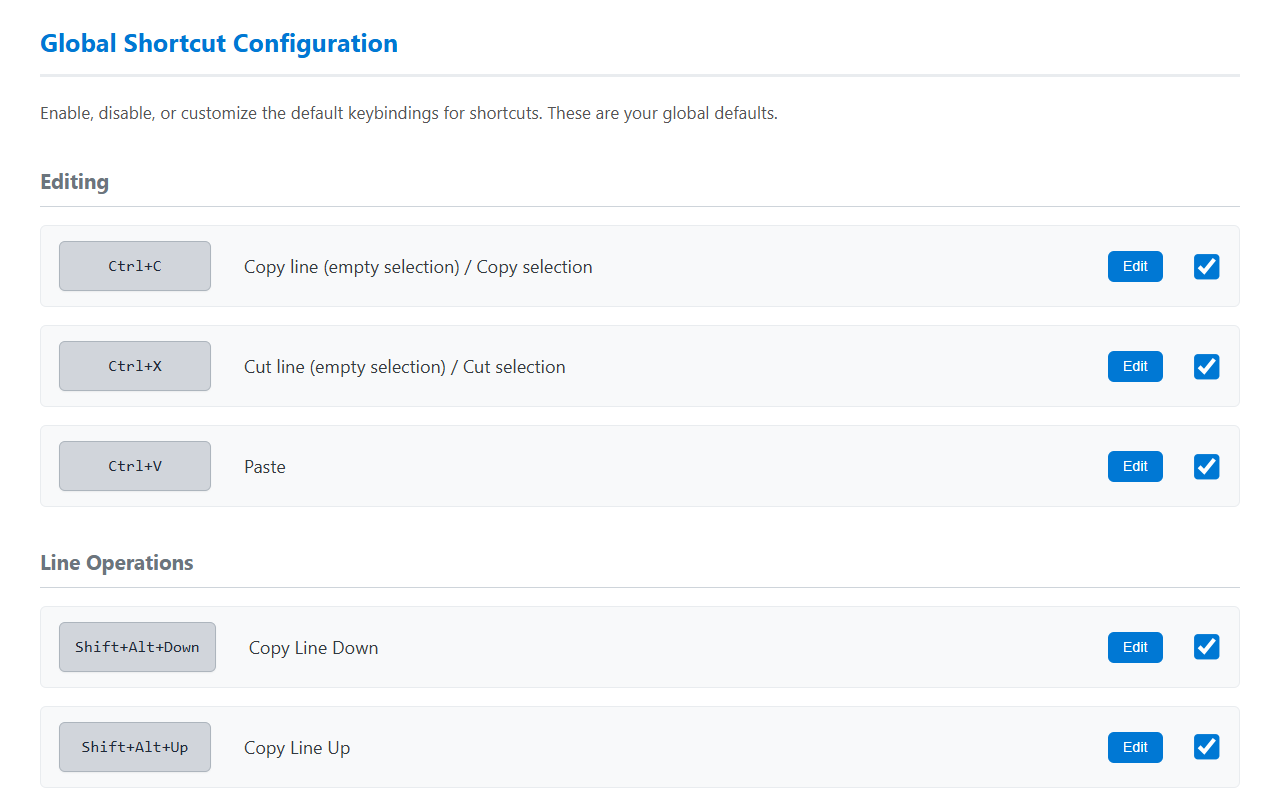 Global Shortcut Configuration
Enable, disable, or customize the default keybindings for shortcuts. These are your global defaults.
Editing
Ctrl+C Copy line (empty selection) / Copy selection Edit
Ctrl+X Cut line (empty selection) / Cut selection Edit
Ctrl+V Paste Edit
Line Operations
Shift+Alt+Down Copy Line Down Edit
Shift+Alt+Up Copy Line Up Edit